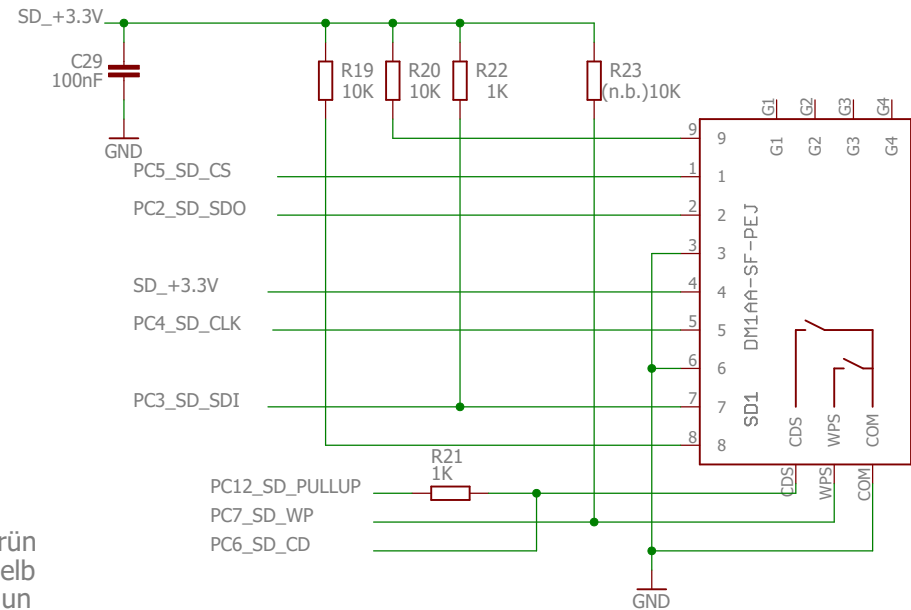 SD_+3.3V
C29
100nF
GND
R19
10K
R20
10K
R22
1K
R23
(n.b.)10K
G1
G2
G3
G4
G1
G2
G3
G4
PC5_SD_CS
PC2_SD_SDO
SD_+3.3V
PC4_SD_CLK
PC3_SD_SDI
9
9
1
1
2
2
3
3
4
4
5
5
6
6
7
7
8
8
DM1AA-SF-PEJ
SD1
CDS
WPS
COM
CDS
WPS
COM
R21
1K
PC12_SD_PULLUP
PC7_SD_WP
PC6_SD_CD
GND
rün
elb
un